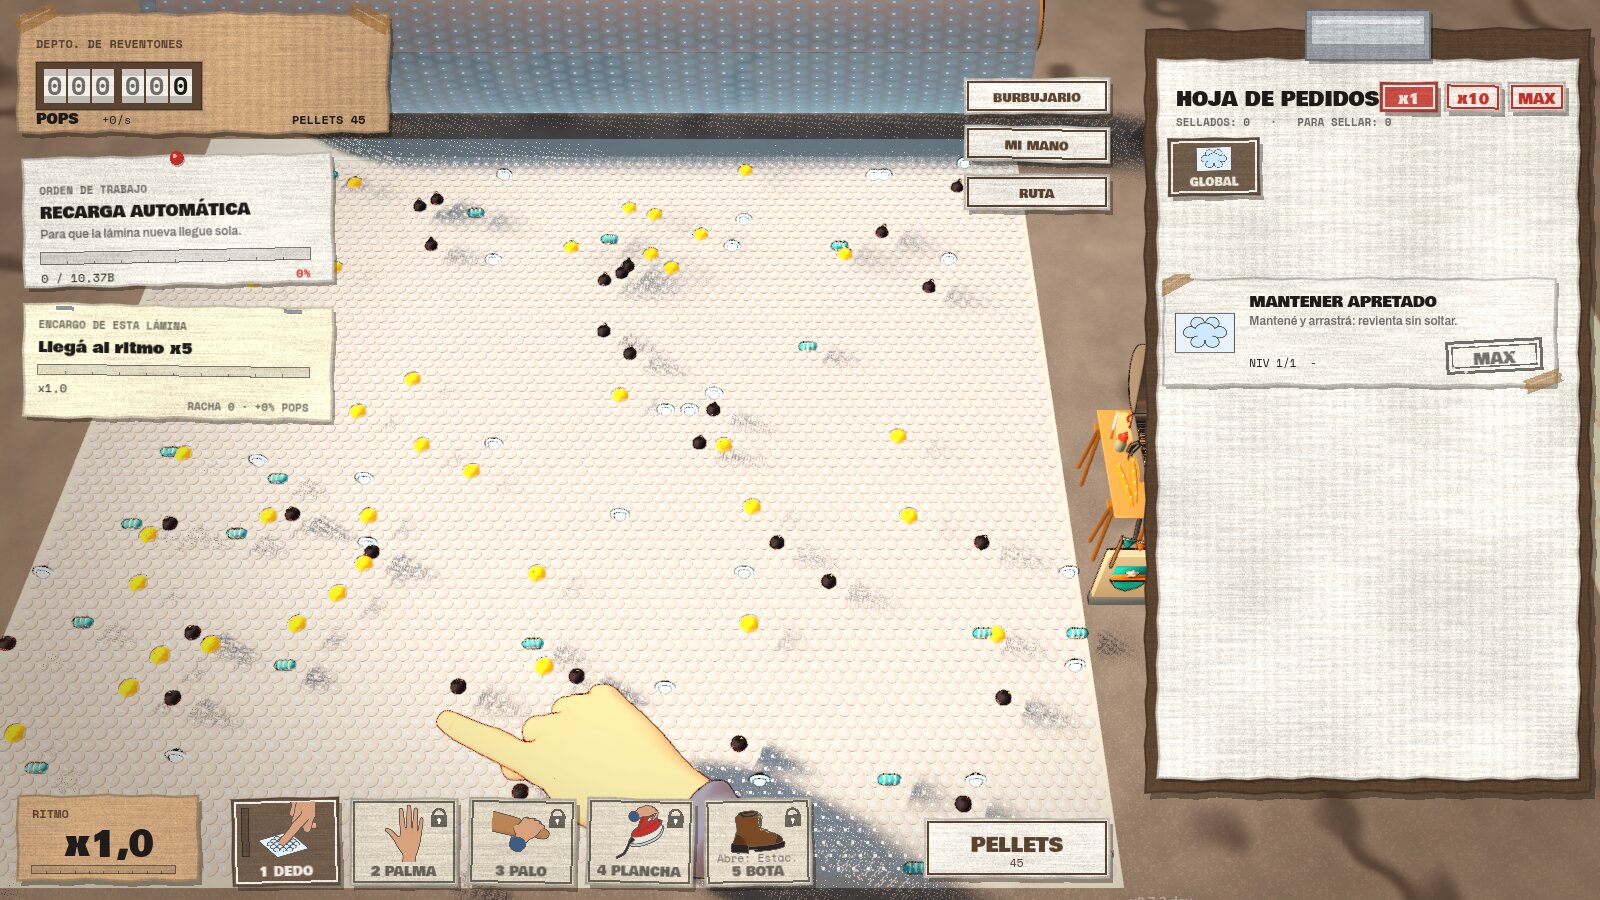 DEPTO. DE REVENTONES
000 000
POPS +0/s PELLETS 45
ORDEN DE TRABAJO
RECARGA AUTOMÁTICA
Para que la lámina nueva llegue sola.
0 / 10.37B 0%
ENCARGO DE ESTA LÁMINA
Llegá al ritmo x5
x1,0
RACHA 0 · +0% POPS
BURBUJARIO
MI MANO
RUTA
HOJA DE PEDIDOS x1 x10 MAX
SELLADOS: 0 · PARA SELLAR: 0
GLOBAL
MANTENER APRETADO
Mantené y arrastrá: revienta sin soltar.
NIV 1/1 - MAX
RITMO
x1,0
1 DEDO
2 PALMA
3 PALO
4 PLANCHA
Abre: Estac.
5 BOTA
PELLETS
45